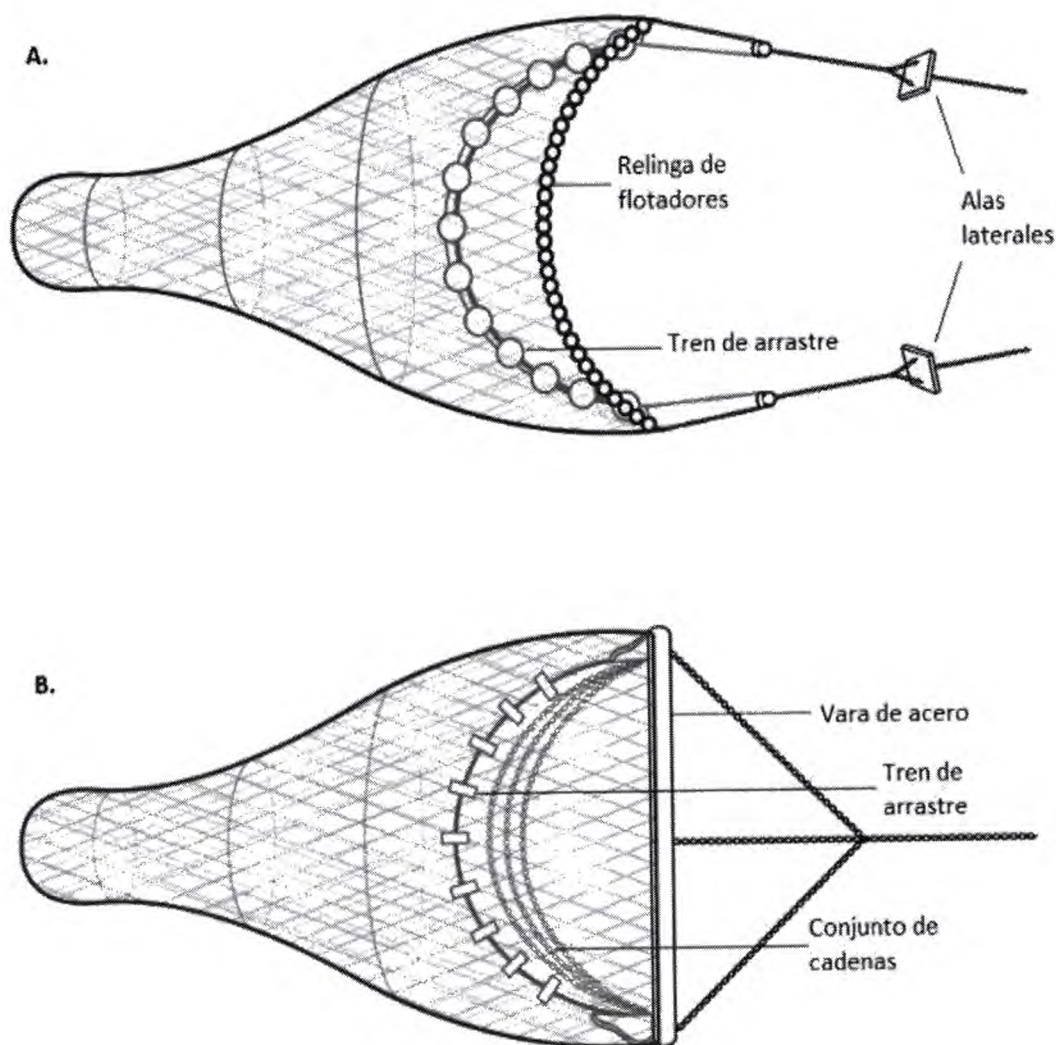 A.
Relinga de
flotadores
Alas
laterales
Tren de arrastre
B.
Vara de acero
Tren de
arrastre
Conjunto de
cadenas